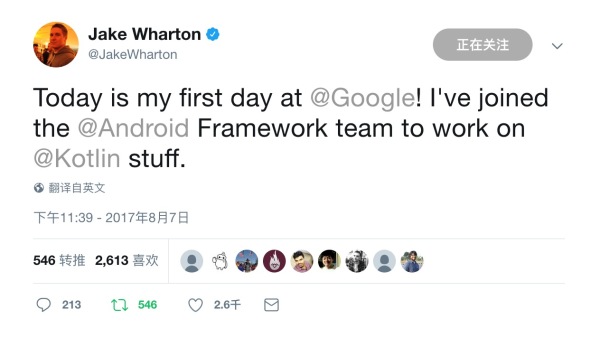 Jake Wharton
@JakeWharton
正在关注
Today is my first day at @Google! I've joined
the @Android Framework team to work on
@Kotlin stuff.
翻译自英文
下午11:39 - 2017年8月7日
546 转推 2,613 喜欢
213 546 2.6千